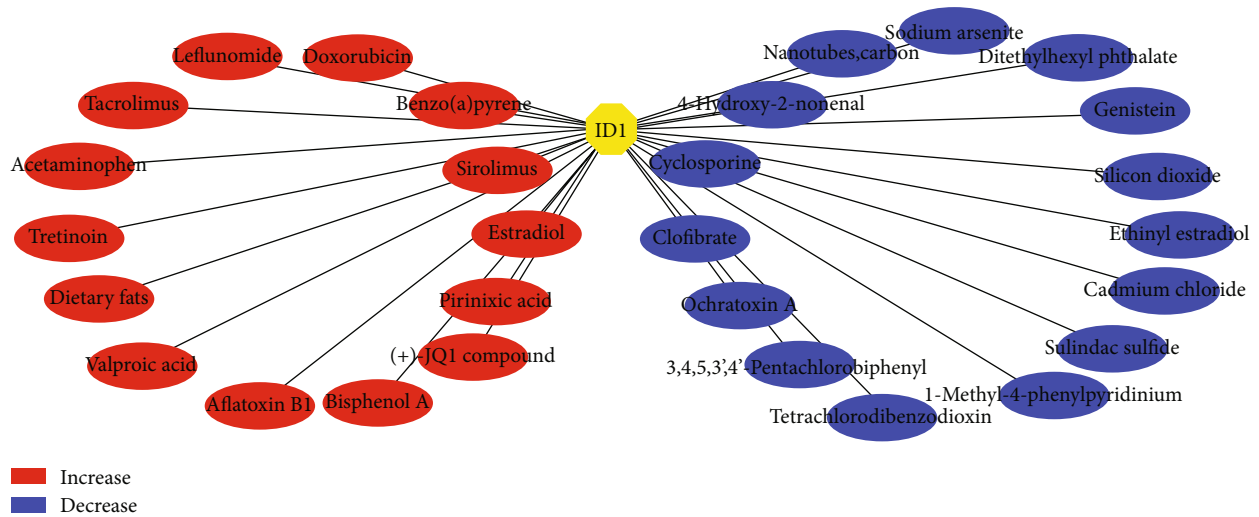 Sodium arsenite
Leflunomide
Doxorubicin
Nanotubes,carbon
Ditethylhexyl phthalate
Tacrolimus
Benzo(a)pyrene
4-Hydroxy-2-nonenal
Genistein
ID1
Acetaminophen
Sirolimus
Cyclosporine
Silicon dioxide
Tretinoin
Estradiol
Clofibrate
Ethinyl estradiol
Dietary fats
Pirinixic acid
Ochratoxin A
Cadmium chloride
Valproic acid
(+)-JQ1 compound
3,4,5,3',4'-Pentachlorobiphenyl
Sulindac sulfide
Aflatoxin B1
Bisphenol A
Tetrachlorodibenzodioxin
1-Methyl-4-phenylpyridinium
Increase
Decrease